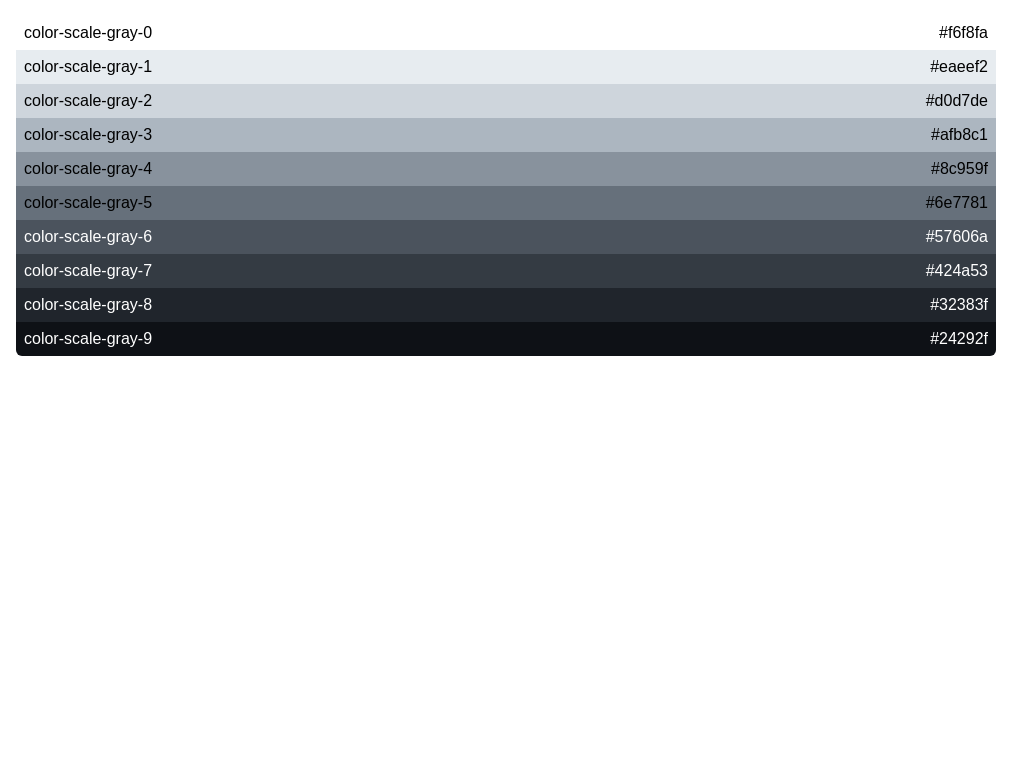 color-scale-gray-0 #f6f8fa
color-scale-gray-1 #eaeef2
color-scale-gray-2 #d0d7de
color-scale-gray-3 #afb8c1
color-scale-gray-4 #8c959f
color-scale-gray-5 #6e7781
color-scale-gray-6 #57606a
color-scale-gray-7 #424a53
color-scale-gray-8 #32383f
color-scale-gray-9 #24292f